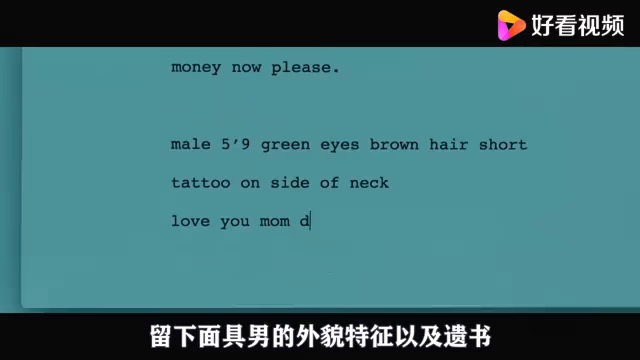 好看视频
money now please.
male 5’9 green eyes brown hair short
tattoo on side of neck
love you mom d
留下面具男的外貌特征以及遗书